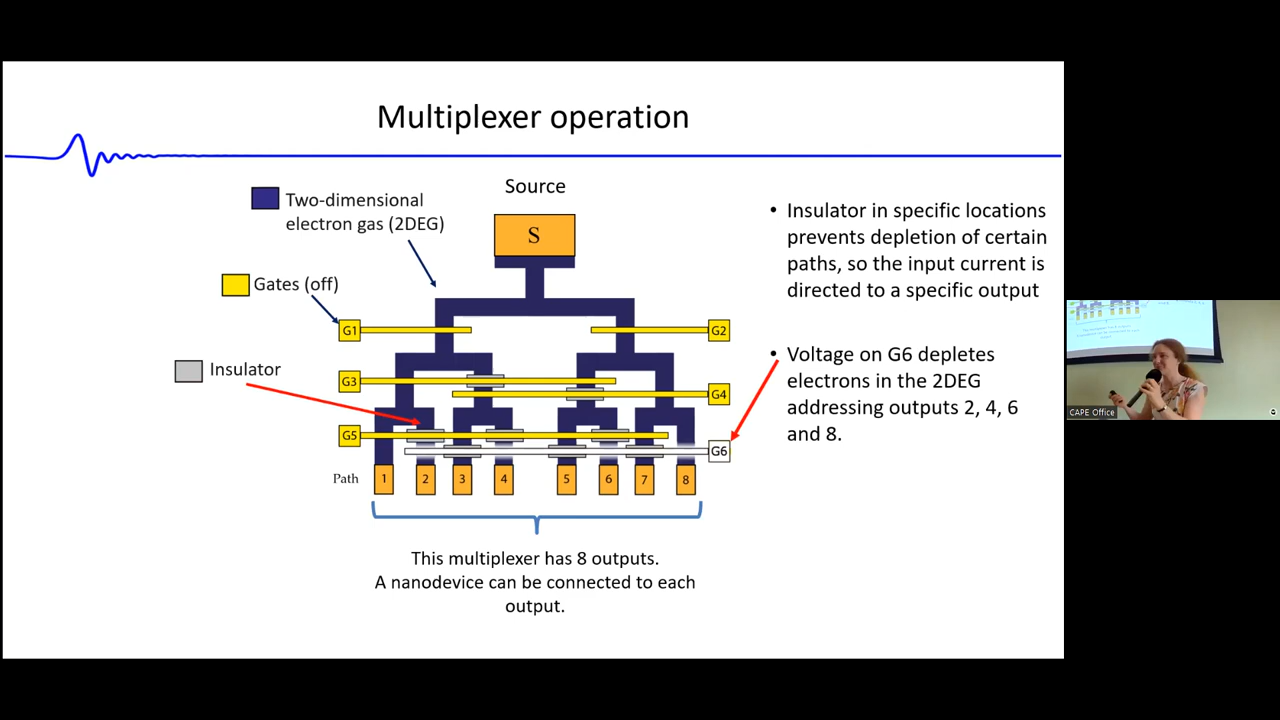 Multiplexer operation
Source
Two-dimensional
electron gas (2DEG)
S
Gates (off)
G1
G2
Insulator
G3
G4
G5
G6
Path
1
2
3
4
5
6
7
8
This multiplexer has 8 outputs.
A nanodevice can be connected to each
output.
• Insulator in specific locations
prevents depletion of certain
paths, so the input current is
directed to a specific output
• Voltage on G6 depletes
electrons in the 2DEG
addressing outputs 2, 4, 6
and 8.
CAPE Office